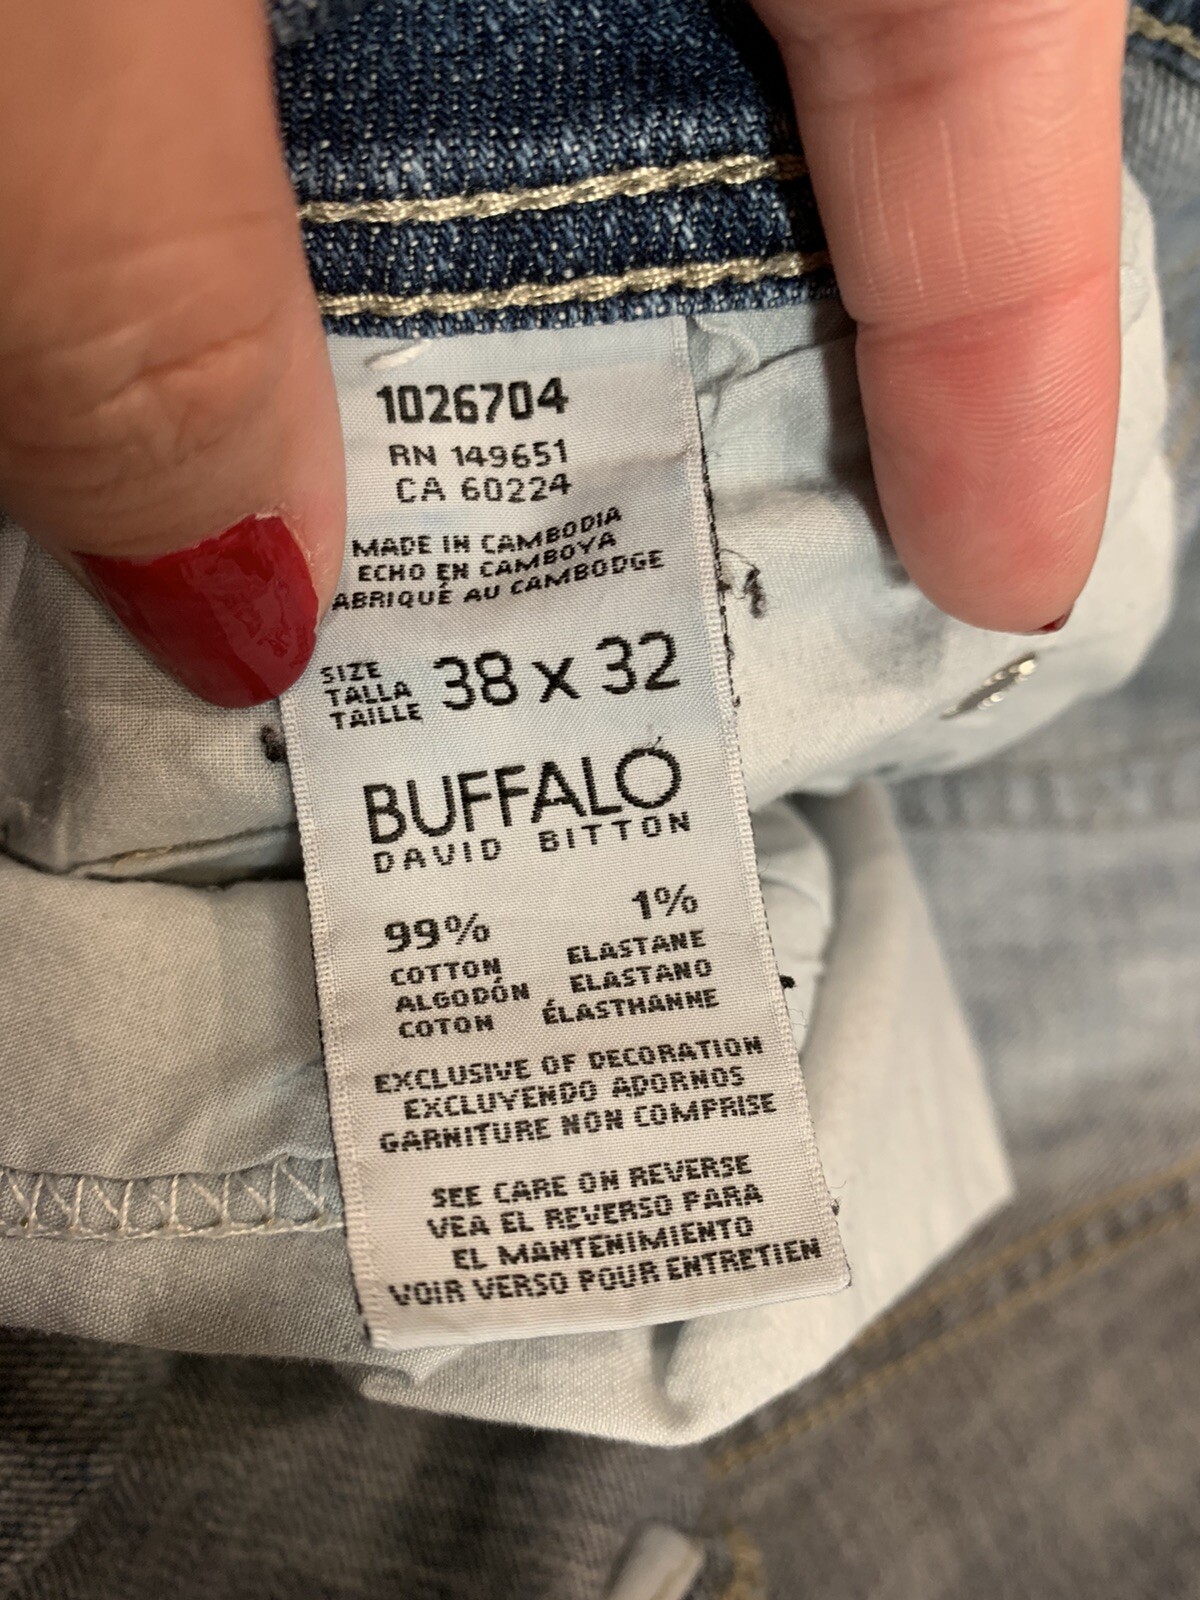 1026704
RN 149651
CA 60224
MADE IN CAMBODIA
ECHO EN CAMBOYA
ABRIQUÉ AU CAMBODGE
SIZE
TALLA
TAILLE
38 x 32
BUFFALO
DAVID BITTON
99%
COTTON
ALGODÓN
COTON
1%
ELASTANE
ELASTANO
ÉLASTHANNE
EXCLUSIVE OF DECORATION
EXCLUYENDO ADORNOS
GARNITURE NON COMPRISE
SEE CARE ON REVERSE
VEA EL REVERSO PARA
EL MANTENIMIENTO
VOIR VERSO POUR ENTRETIEN